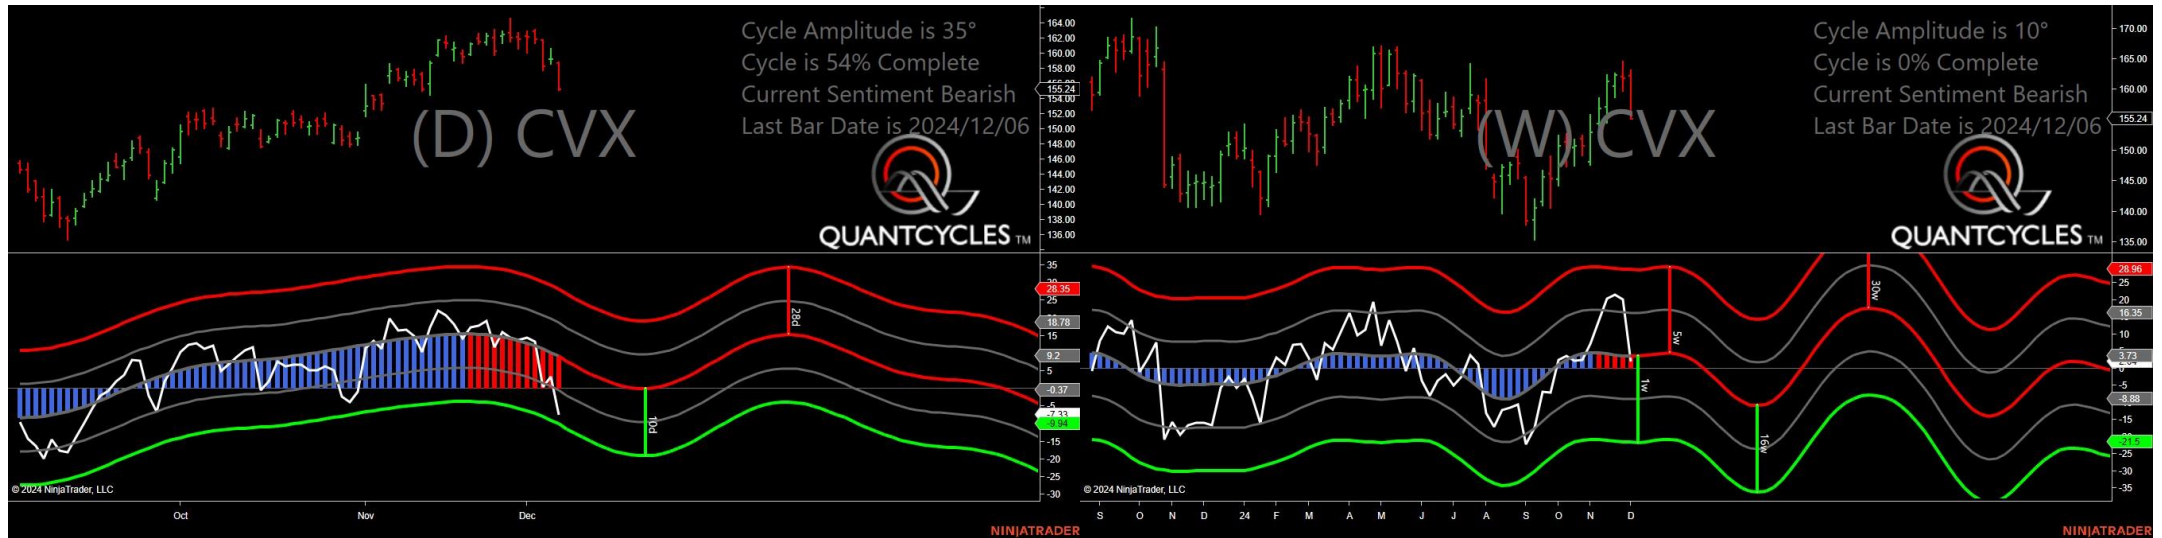 Cycle Amplitude is 35°
Cycle is 54% Complete
Current Sentiment Bearish
Last Bar Date is 2024/12/06
(D) CVX
QUANTCYCLES TM
164.00
162.00
160.00
158.00
155.24
154.00
152.00
150.00
148.00
146.00
144.00
142.00
140.00
138.00
136.00
35
28.35
25
18.78
15
9.2
5
-0.37
-5
-7.33
-9.94
-15
-20
-25
-30
28d
10d
© 2024 NinjaTrader, LLC
Oct Nov Dec
NINJATRADER
Cycle Amplitude is 10°
Cycle is 0% Complete
Current Sentiment Bearish
Last Bar Date is 2024/12/06
(W) CVX
QUANTCYCLES TM
170.00
165.00
160.00
155.24
150.00
145.00
140.00
135.00
28.96
25
20
16.35
10
3.73
-5
-8.88
-15
-21.5
-25
-30
-35
5w
1w
16w
30w
© 2024 NinjaTrader, LLC
S O N D 24 F M A M J J A S O N D
NINJATRADER